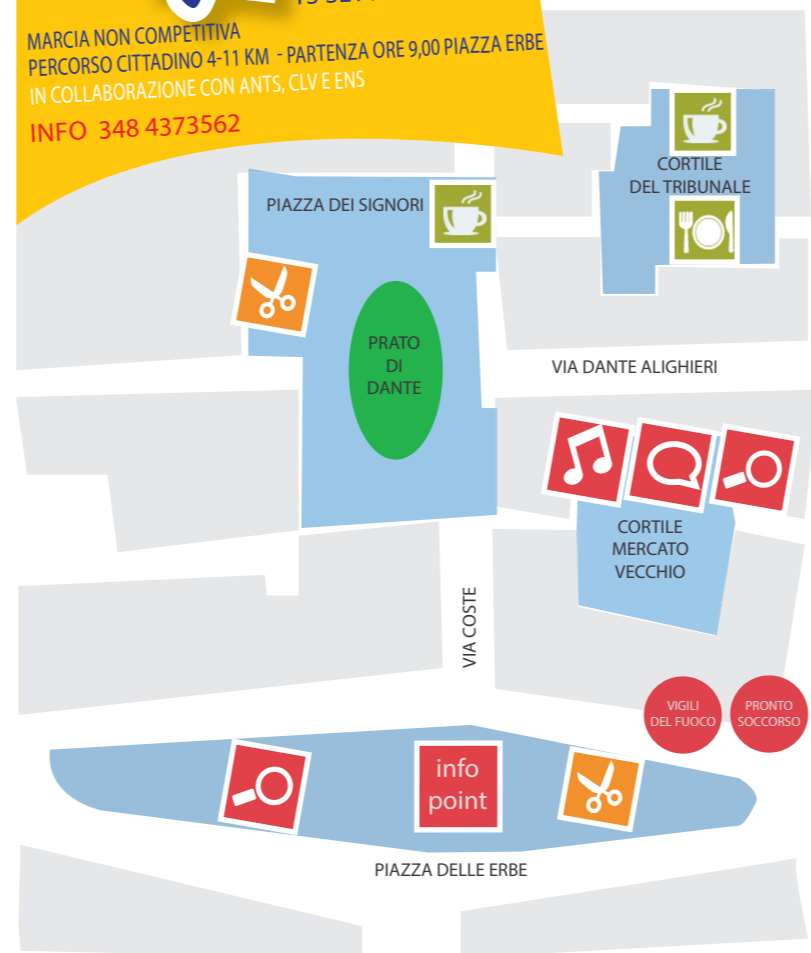 MARCIA NON COMPETITIVA
PERCORSO CITTADINO 4-11 KM - PARTENZA ORE 9,00 PIAZZA ERBE
IN COLLABORAZIONE CON ANTS, CLV E ENS
INFO 348 4373562
CORTILE
DEL TRIBUNALE
PIAZZA DEI SIGNORI
PRATO
DI
DANTE
VIA DANTE ALIGHIERI
CORTILE
MERCATO
VECCHIO
VIA COSTE
VIGILI
DEL FUOCO
PRONTO
SOCCORSO
info
point
PIAZZA DELLE ERBE